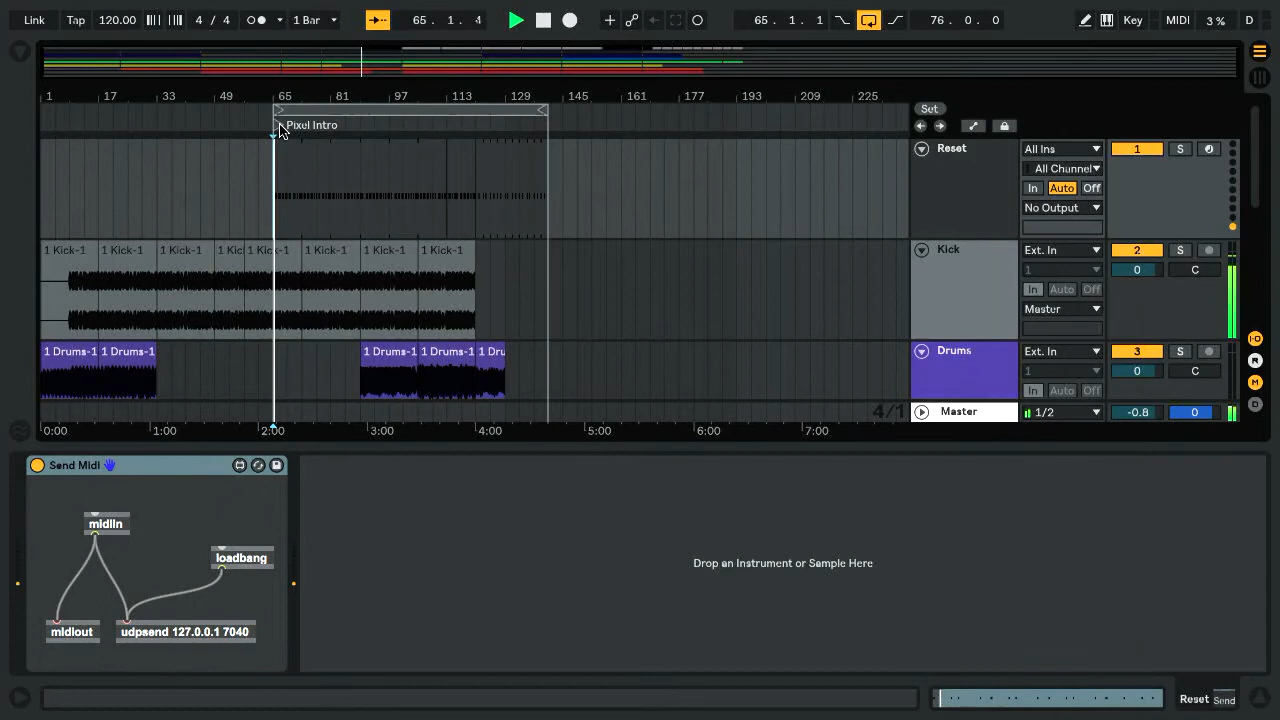 Link Tap 120.00 4 / 4 1 Bar 65 . 1 . 4 65 . 1 . 1 76 . 0 . 0 Key MIDI 3 % D
1 17 33 49 65 81 97 113 129 145 161 177 193 209 225
Set
Pixel Intro
Reset All Ins 1 S
All Channel
In Auto Off
No Output
1 Kick-1 1 Kick-1 1 Kick-1 1 Kic 1 Kick-1 1 Kick-1 1 Kick-1 1 Kick-1 Kick Ext. In 2 S
1 0 C
In Auto Off
Master
1 Drums-1 1 Drums-1 1 Drums-1 1 Drums-1 1 Dru Drums Ext. In 3 S
1 0 C
In Auto Off
4/1 Master 1/2 -0.8 0
0:00 1:00 2:00 3:00 4:00 5:00 6:00 7:00
I·O
R
M
D
Send Midi
midiin
loadbang
midiout udpsend 127.0.0.1 7040
Drop an Instrument or Sample Here
Reset Send